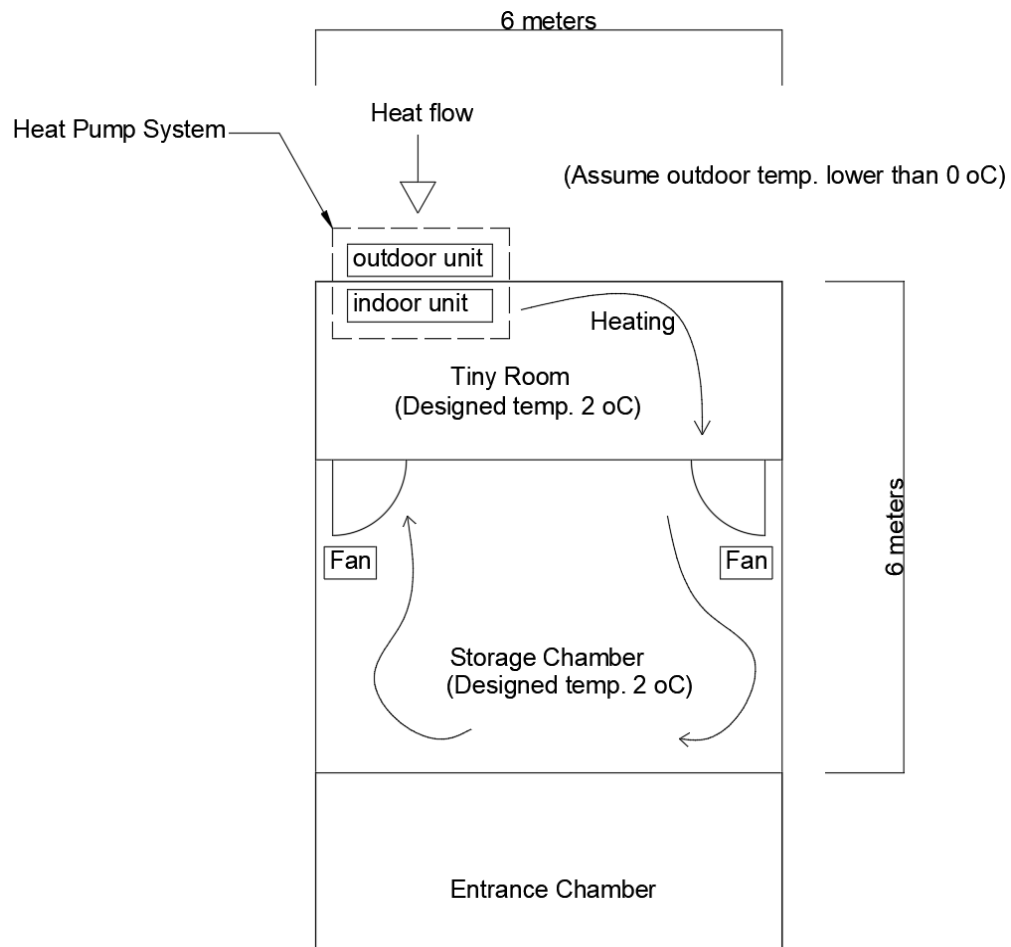 6 meters
Heat flow
Heat Pump System
(Assume outdoor temp. lower than 0 oC)
outdoor unit
indoor unit
Heating
Tiny Room
(Designed temp. 2 oC)
6 meters
Fan
Fan
Storage Chamber
(Designed temp. 2 oC)
Entrance Chamber